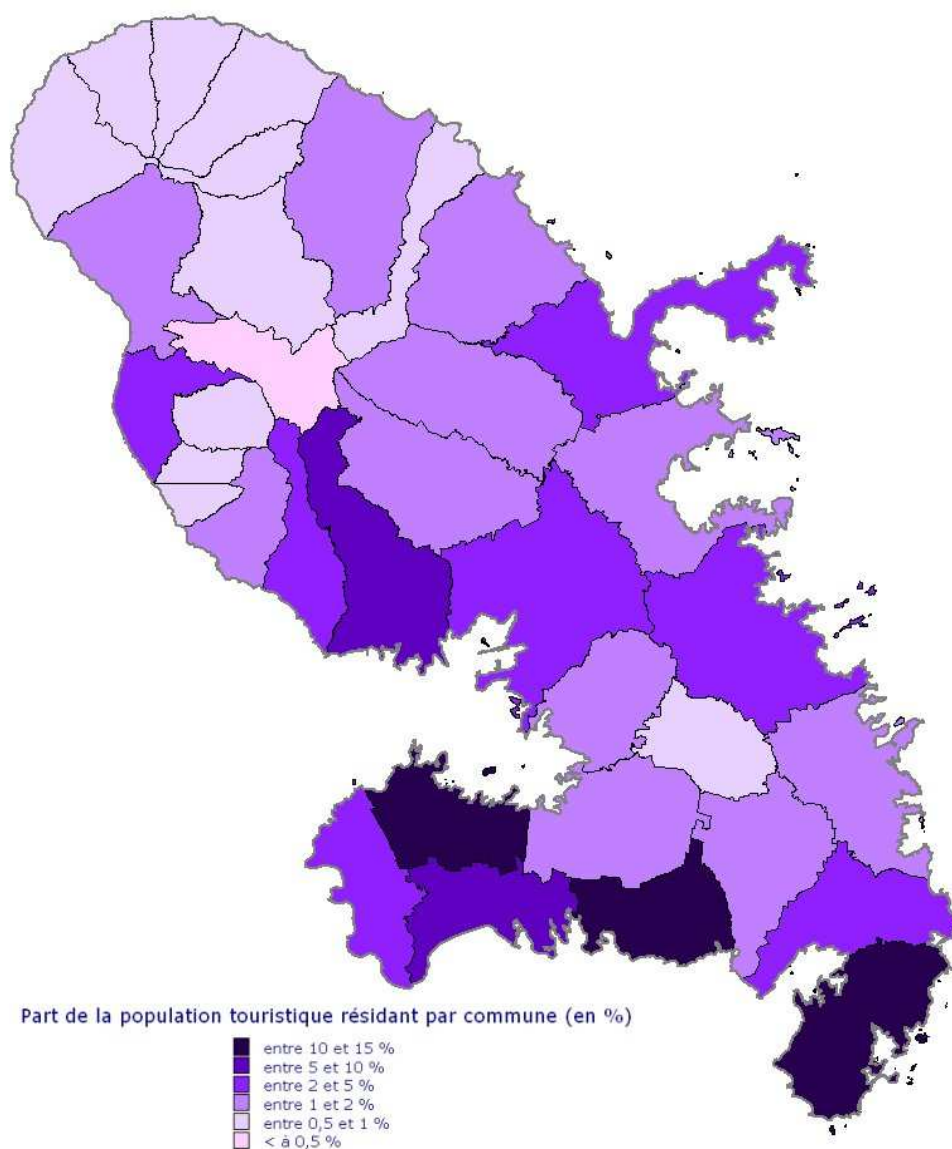 Part de la population touristique résidant par commune (en %)
entre 10 et 15 %
entre 5 et 10 %
entre 2 et 5 %
entre 1 et 2 %
entre 0,5 et 1 %
< à 0,5 %